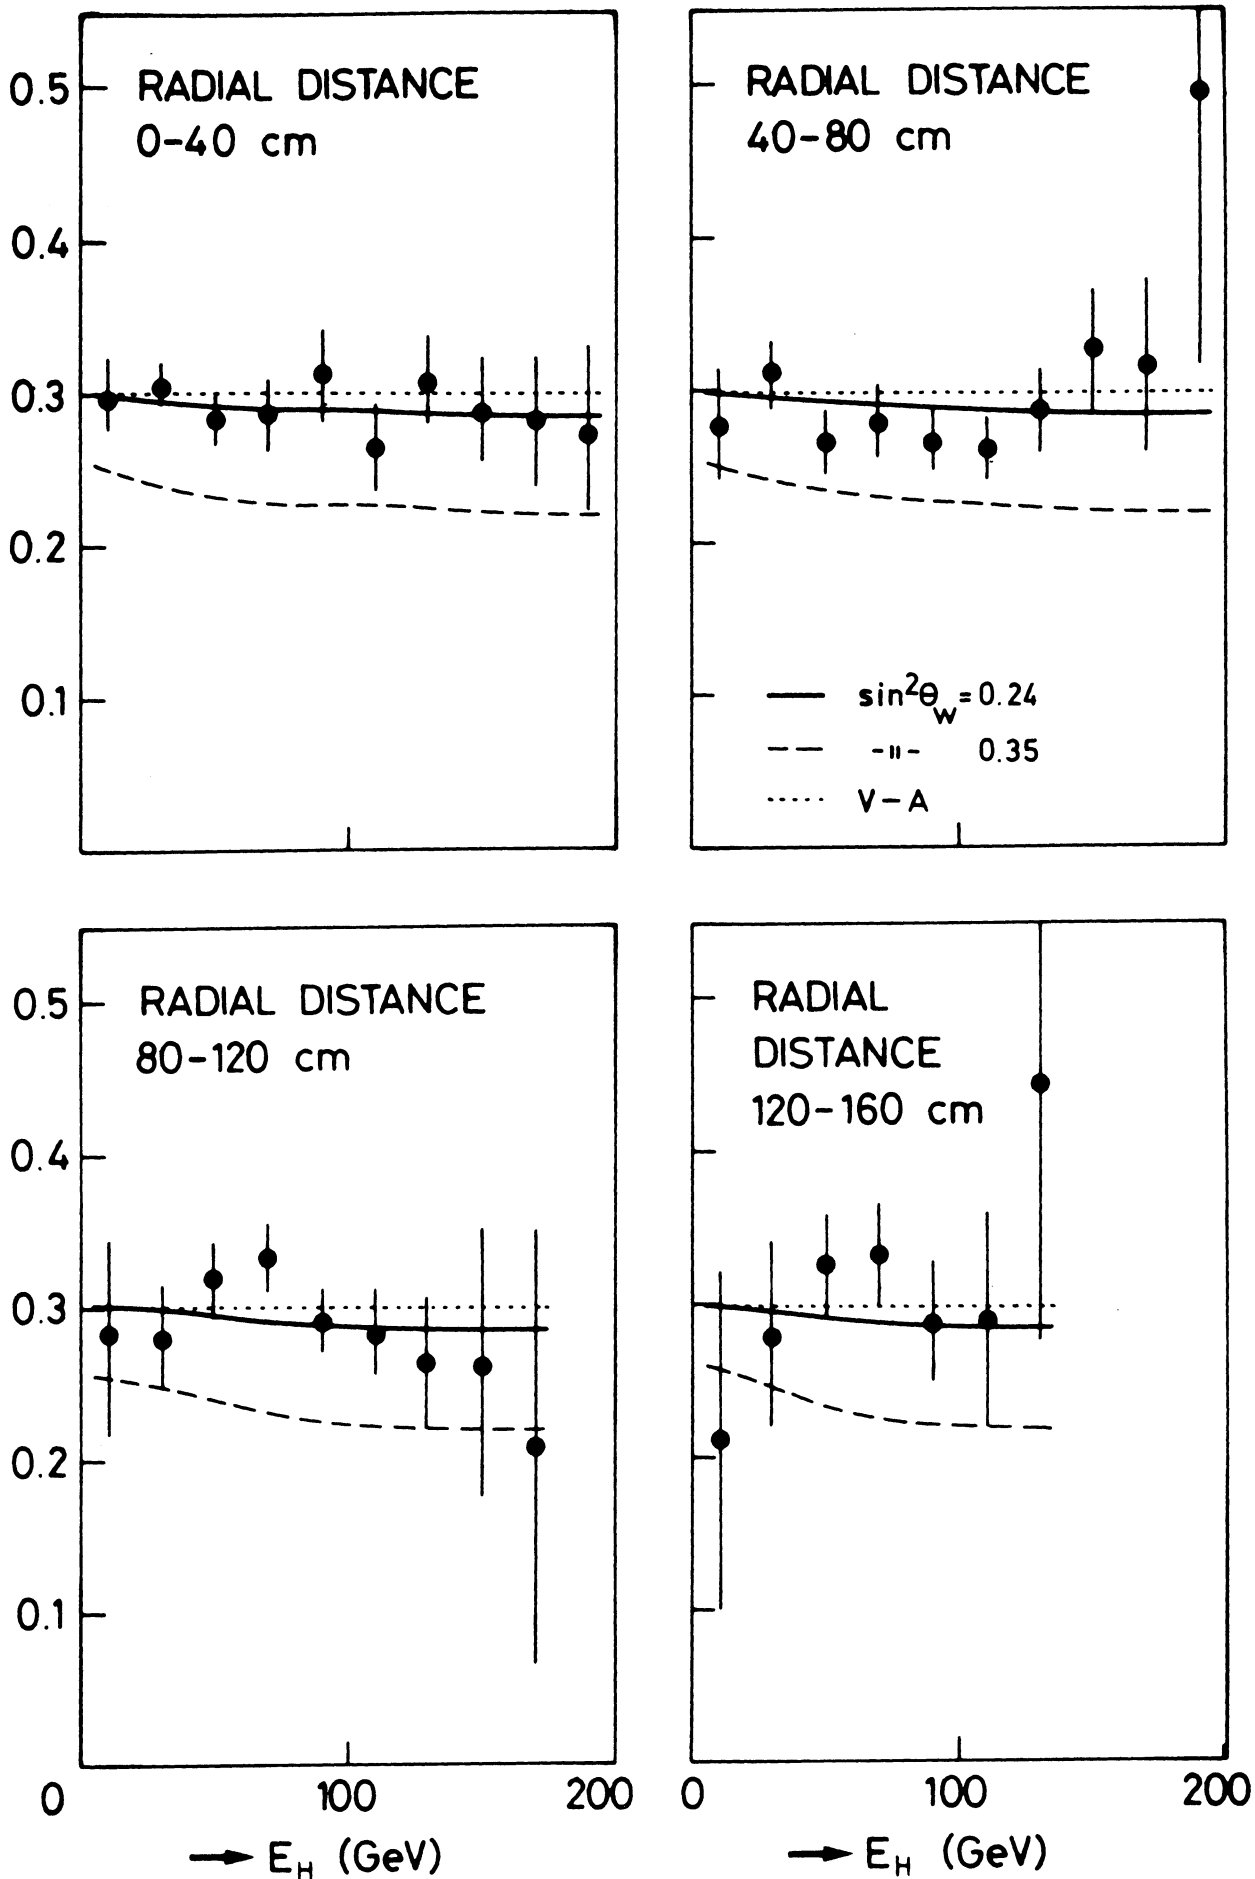 RADIAL DISTANCE
0-40 cm
0.5
0.4
0.3
0.2
0.1
RADIAL DISTANCE
40-80 cm
sin²θw = 0.24
-"- 0.35
V-A
RADIAL DISTANCE
80-120 cm
0.5
0.4
0.3
0.2
0.1
0 100 200
→ EH (GeV)
RADIAL
DISTANCE
120-160 cm
0 100 200
→ EH (GeV)